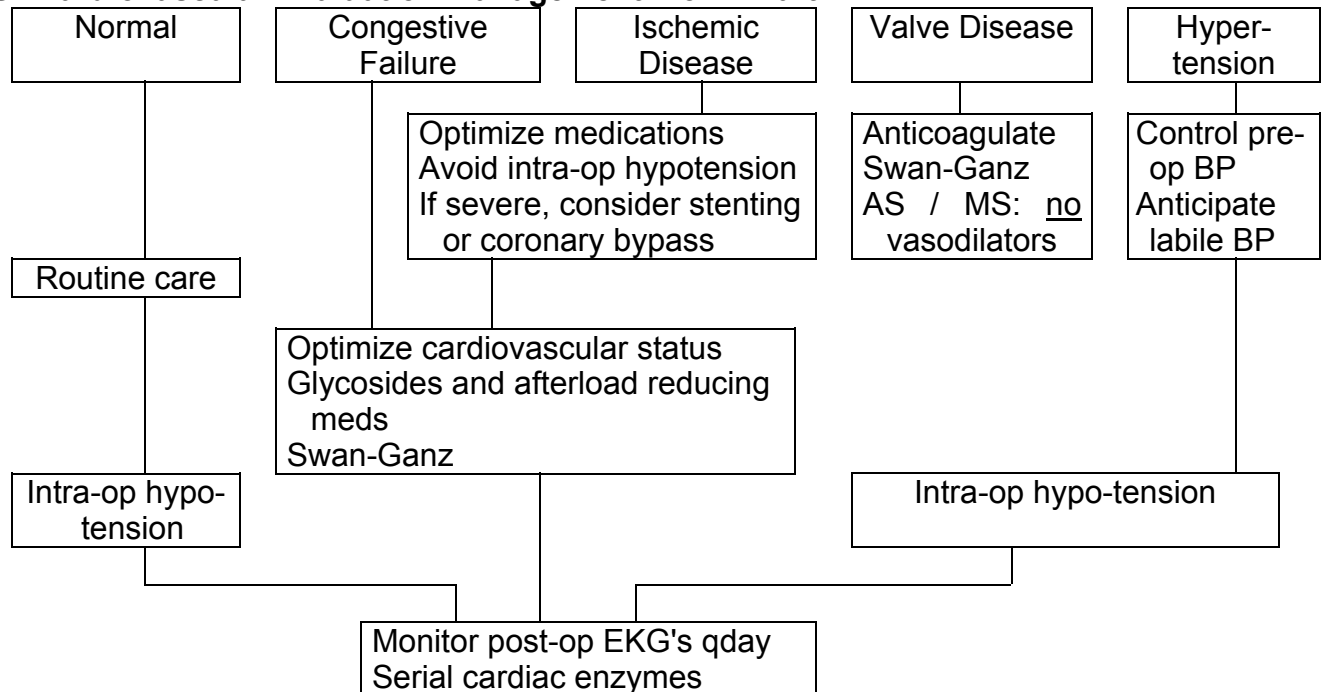 Normal
Congestive
Failure
Ischemic
Disease
Valve Disease
Hyper-
tension
Optimize medications
Avoid intra-op hypotension
If severe, consider stenting
or coronary bypass
Anticoagulate
Swan-Ganz
AS / MS: no
vasodilators
Control pre-
op BP
Anticipate
labile BP
Routine care
Optimize cardiovascular status
Glycosides and afterload reducing
meds
Swan-Ganz
Intra-op hypo-
tension
Intra-op hypo-tension
Monitor post-op EKG's qday
Serial cardiac enzymes